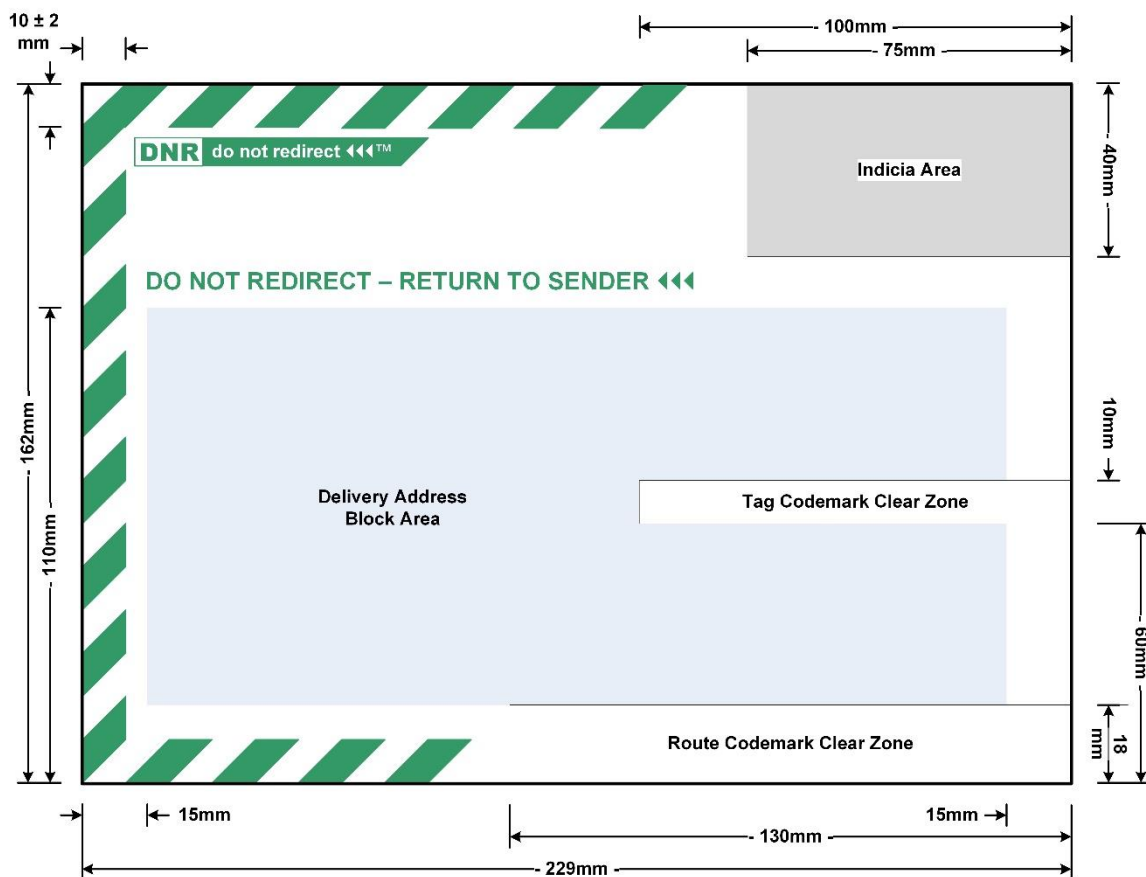 10 ± 2
mm
- 100mm -
- 75mm -
DNR do not redirect ™
Indicia Area
- 40mm -
DO NOT REDIRECT – RETURN TO SENDER
- 162mm -
- 110mm -
10mm
Delivery Address
Block Area
Tag Codemark Clear Zone
- 60mm -
Route Codemark Clear Zone
18
mm
15mm
15mm
- 130mm -
- 229mm -